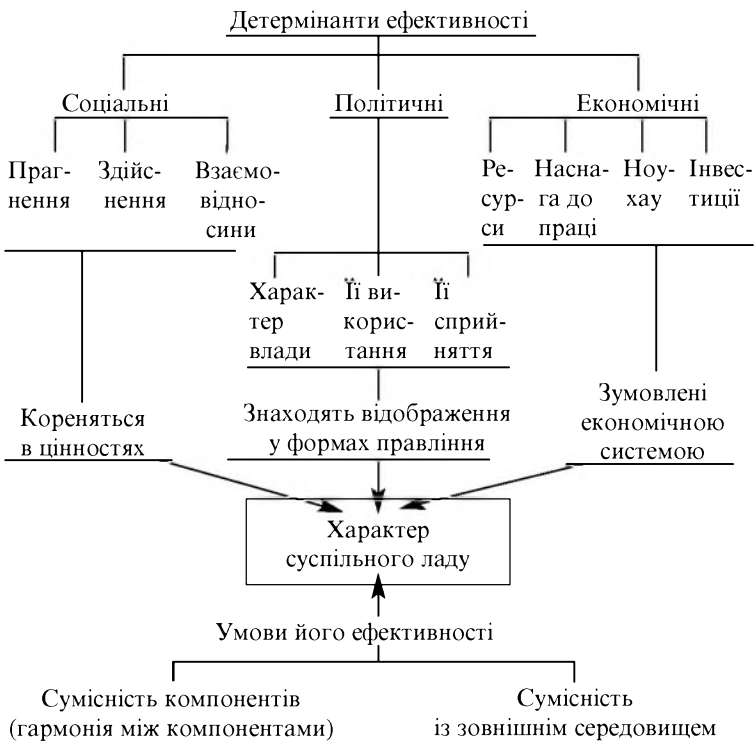 Детермінанти ефективності
Соціальні
Політичні
Економічні
Праг-
нення
Здійс-
нення
Взаємо-
відно-
сини
Ре-
сур-
си
Насна-
га до
праці
Ноу-
хау
Інвес-
тиції
Харак-
тер
влади
Її ви-
корис-
тання
Її
сприй-
няття
Кореняться
в цінностях
Знаходять відображення
у формах правління
Зумовлені
економічною
системою
Характер
суспільного ладу
Умови його ефективності
Сумісність компонентів
(гармонія між компонентами)
Сумісність
із зовнішнім середовищем